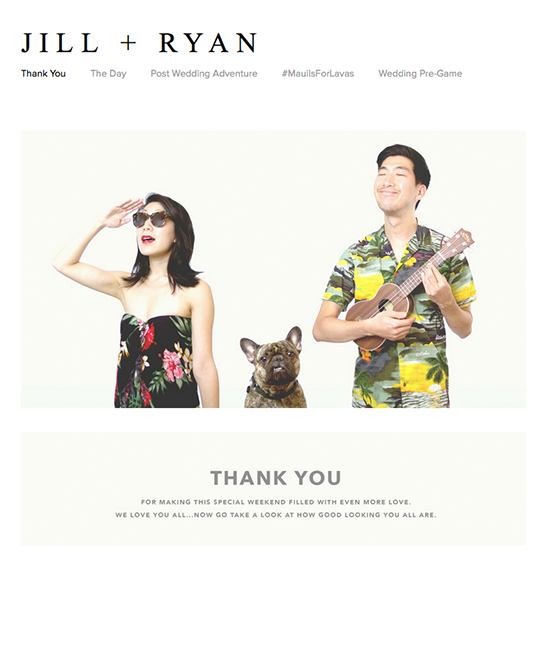 JILL + RYAN
Thank You The Day Post Wedding Adventure #MauiIsForLavas Wedding Pre-Game
THANK YOU
FOR MAKING THIS SPECIAL WEEKEND FILLED WITH EVEN MORE LOVE.
WE LOVE YOU ALL...NOW GO TAKE A LOOK AT HOW GOOD LOOKING YOU ALL ARE.